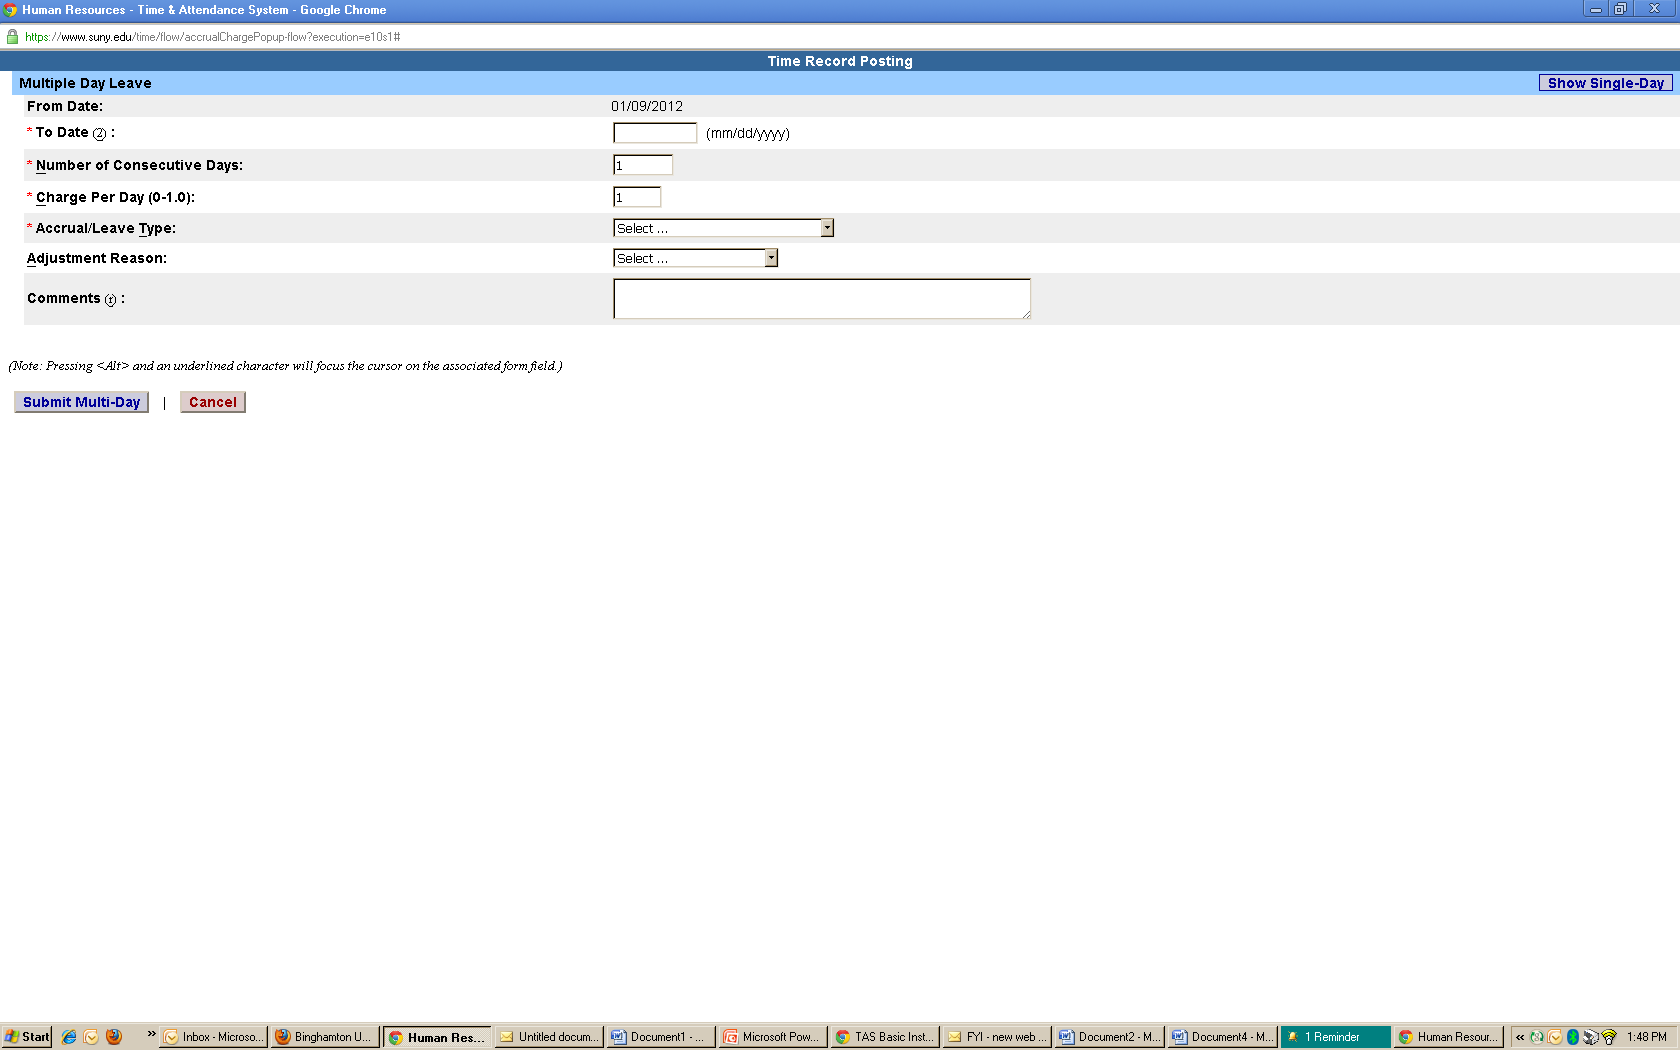 Human Resources - Time & Attendance System - Google Chrome
https://www.suny.edu/time/flow/accrualChargePopup-flow?execution=e10s1#
Time Record Posting
Multiple Day Leave
Show Single-Day
From Date: 01/09/2012
* To Date (2) : (mm/dd/yyyy)
* Number of Consecutive Days: 1
* Charge Per Day (0-1.0): 1
* Accrual/Leave Type: Select ...
Adjustment Reason: Select ...
Comments (r) :
(Note: Pressing <Alt> and an underlined character will focus the cursor on the associated form field.)
Submit Multi-Day | Cancel
Start » Inbox - Microso... Binghamton U... Human Res... Untitled docum... Document1 - ... Microsoft Pow... TAS Basic Inst... FYI - new web ... Document2 - M... Document4 - M... 1 Reminder Human Resour... « 1:48 PM